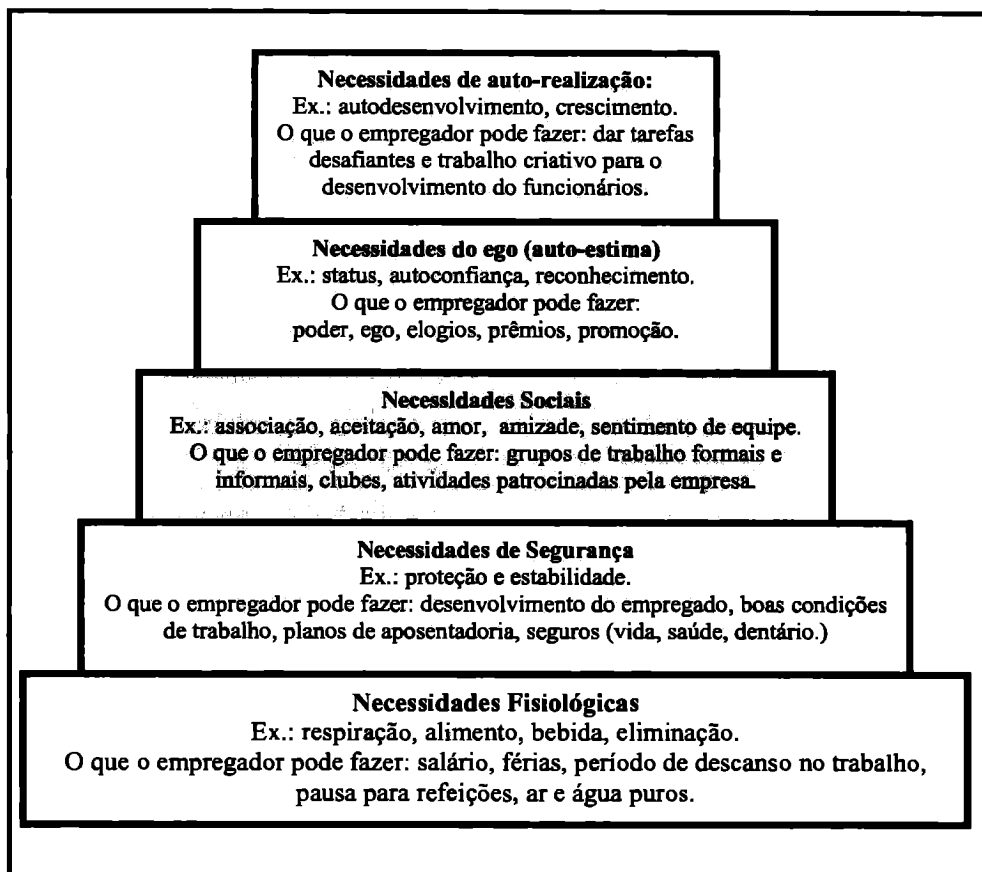 Necessidades de auto-realização:
Ex.: autodesenvolvimento, crescimento.
O que o empregador pode fazer: dar tarefas
desafiantes e trabalho criativo para o
desenvolvimento do funcionários.
Necessidades do ego (auto-estima)
Ex.: status, autoconfiança, reconhecimento.
O que o empregador pode fazer:
poder, ego, elogios, prêmios, promoção.
Necessidades Sociais
Ex.: associação, aceitação, amor, amizade, sentimento de equipe.
O que o empregador pode fazer: grupos de trabalho formais e
informais, clubes, atividades patrocinadas pela empresa.
Necessidades de Segurança
Ex.: proteção e estabilidade.
O que o empregador pode fazer: desenvolvimento do empregado, boas condições
de trabalho, planos de aposentadoria, seguros (vida, saúde, dentário.)
Necessidades Fisiológicas
Ex.: respiração, alimento, bebida, eliminação.
O que o empregador pode fazer: salário, férias, período de descanso no trabalho,
pausa para refeições, ar e água puros.